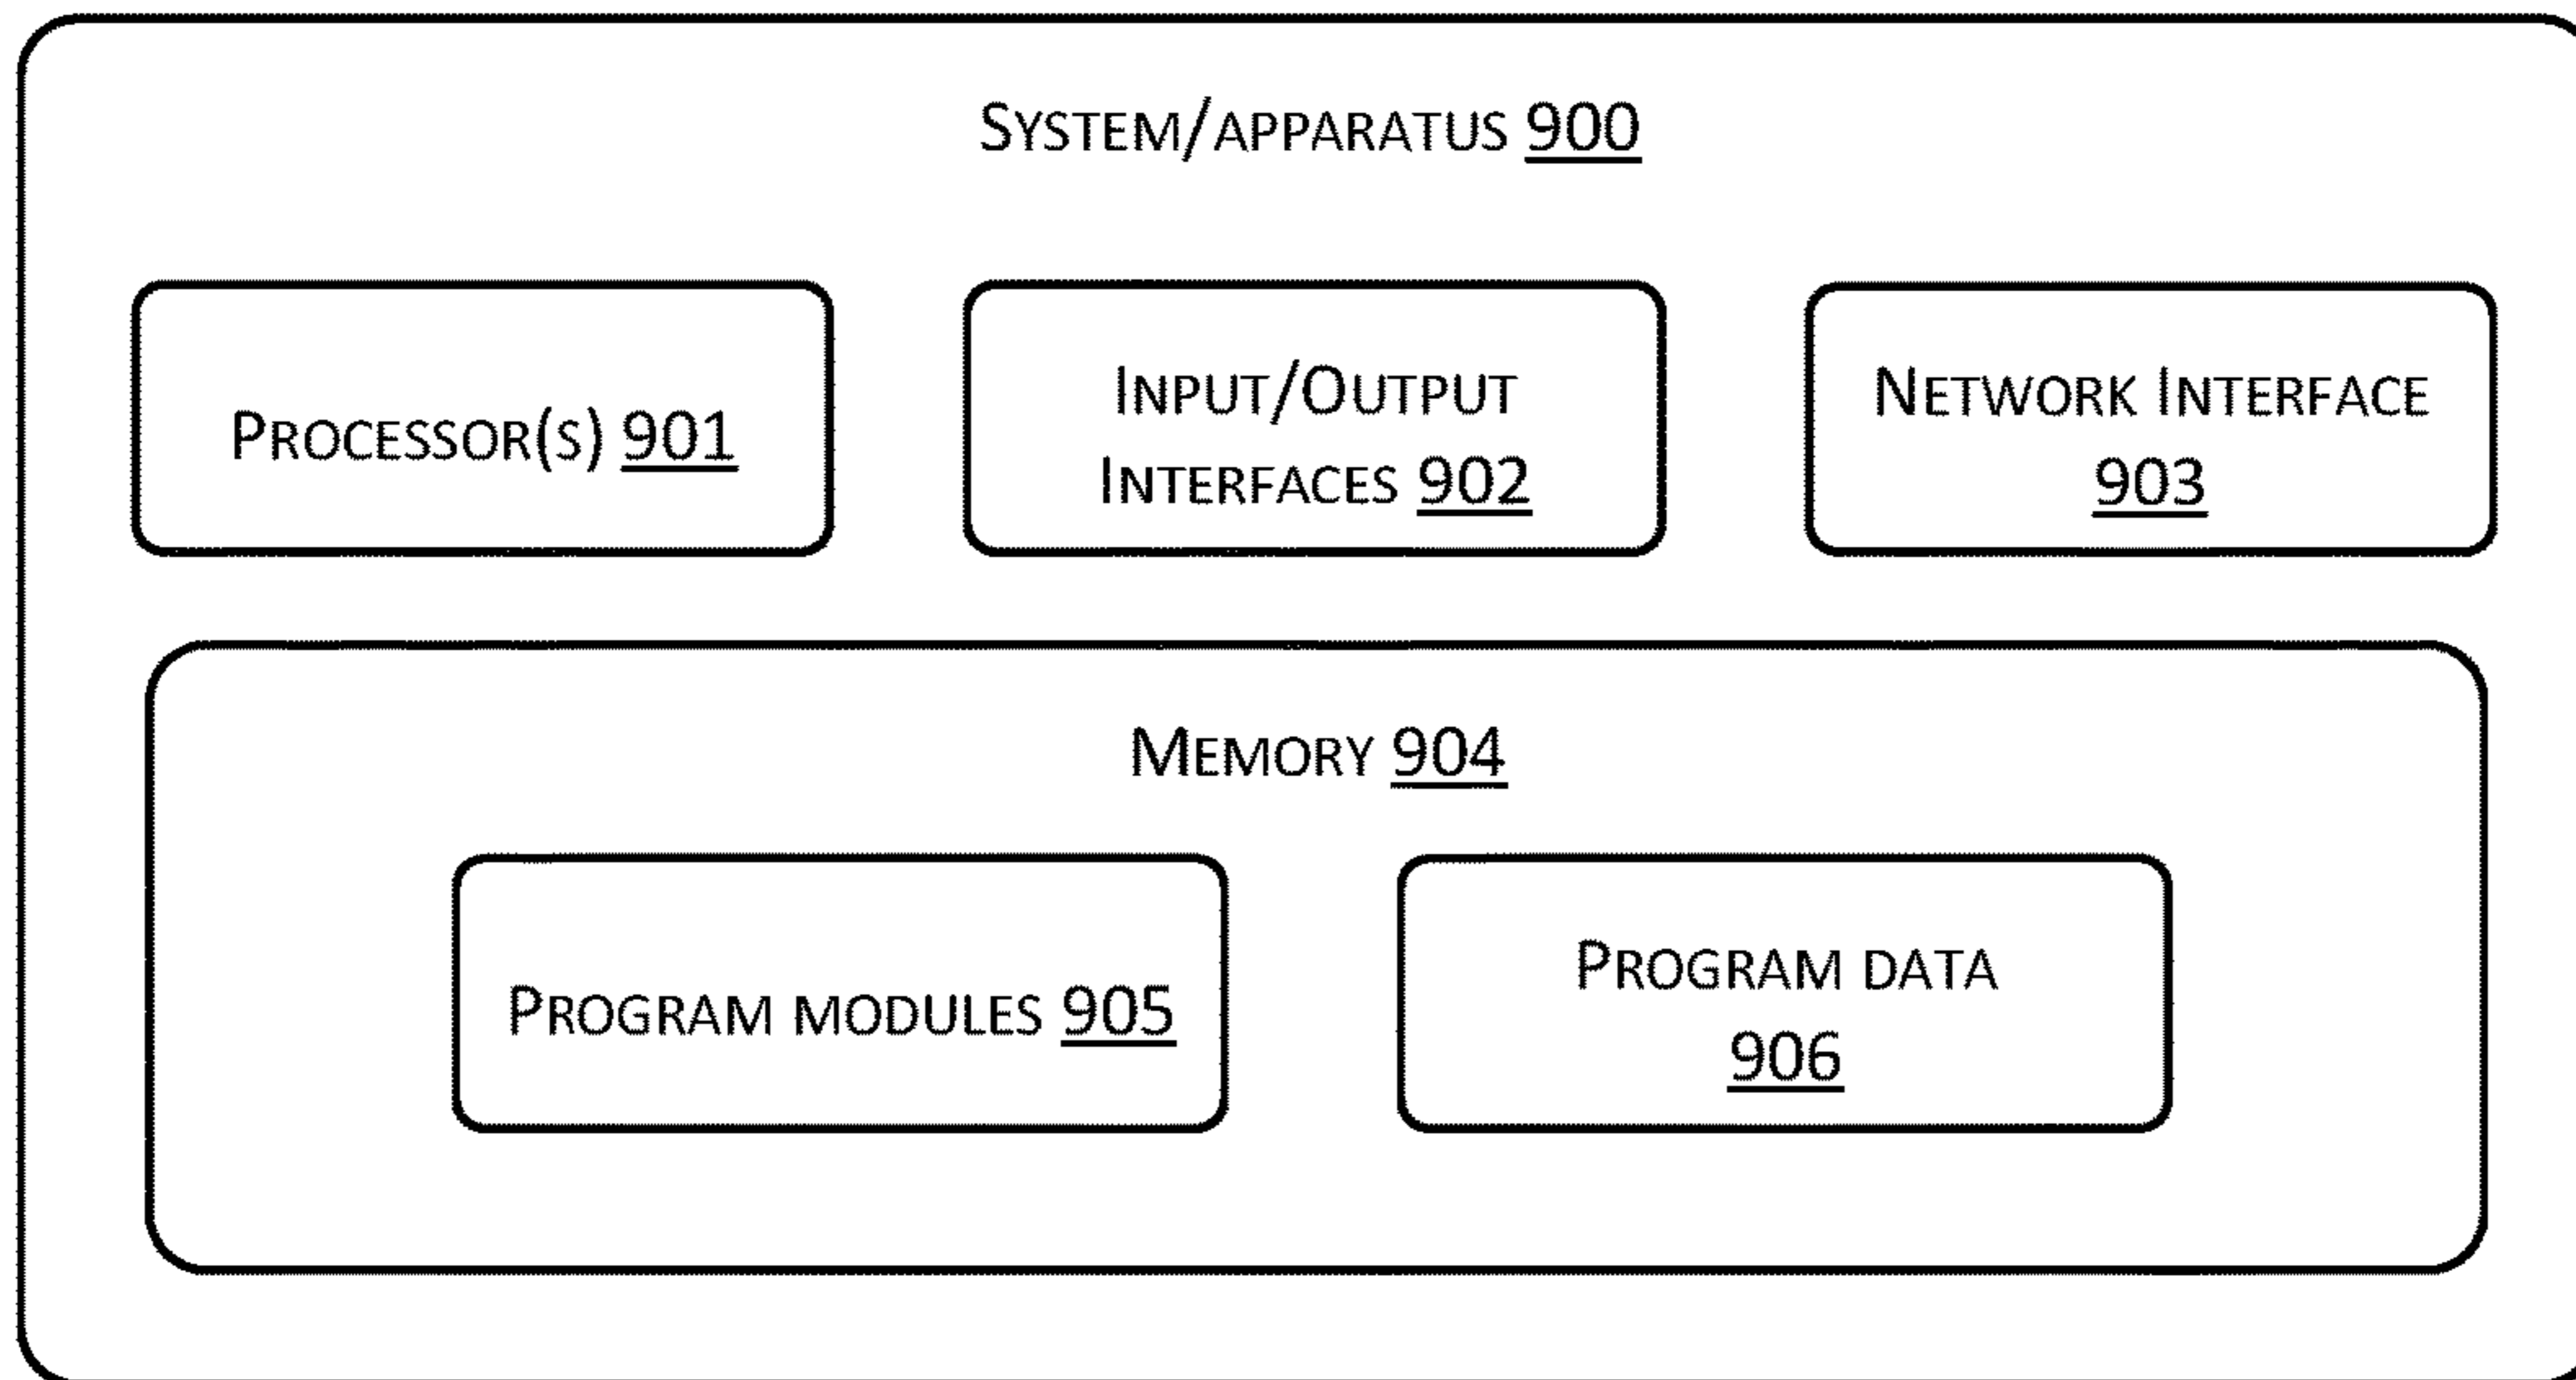 SYSTEM/APPARATUS 900
PROCESSOR(S) 901
INPUT/OUTPUT
INTERFACES 902
NETWORK INTERFACE
903
MEMORY 904
PROGRAM MODULES 905
PROGRAM DATA
906